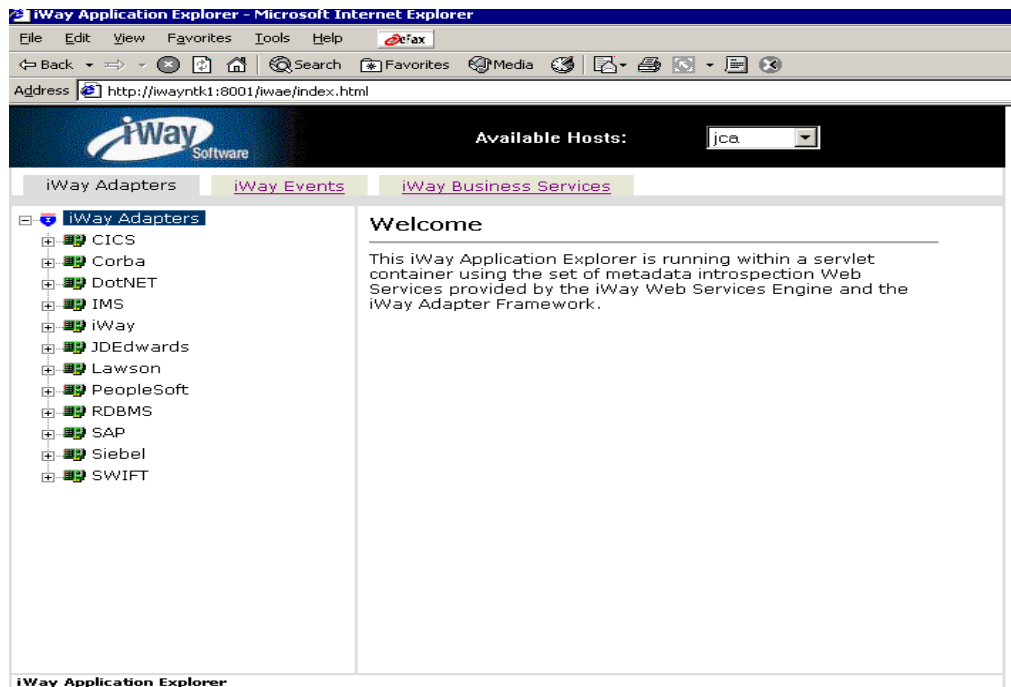 iWay Application Explorer - Microsoft Internet Explorer
File Edit View Favorites Tools Help eFax
Back Search Favorites Media
Address http://iwayntk1:8001/iwae/index.html
iWay Software
Available Hosts: jca
iWay Adapters iWay Events iWay Business Services
iWay Adapters
CICS
Corba
DotNET
IMS
iWay
JDEdwards
Lawson
PeopleSoft
RDBMS
SAP
Siebel
SWIFT
Welcome
This iWay Application Explorer is running within a servlet
container using the set of metadata introspection Web
Services provided by the iWay Web Services Engine and the
iWay Adapter Framework.
iWay Application Explorer